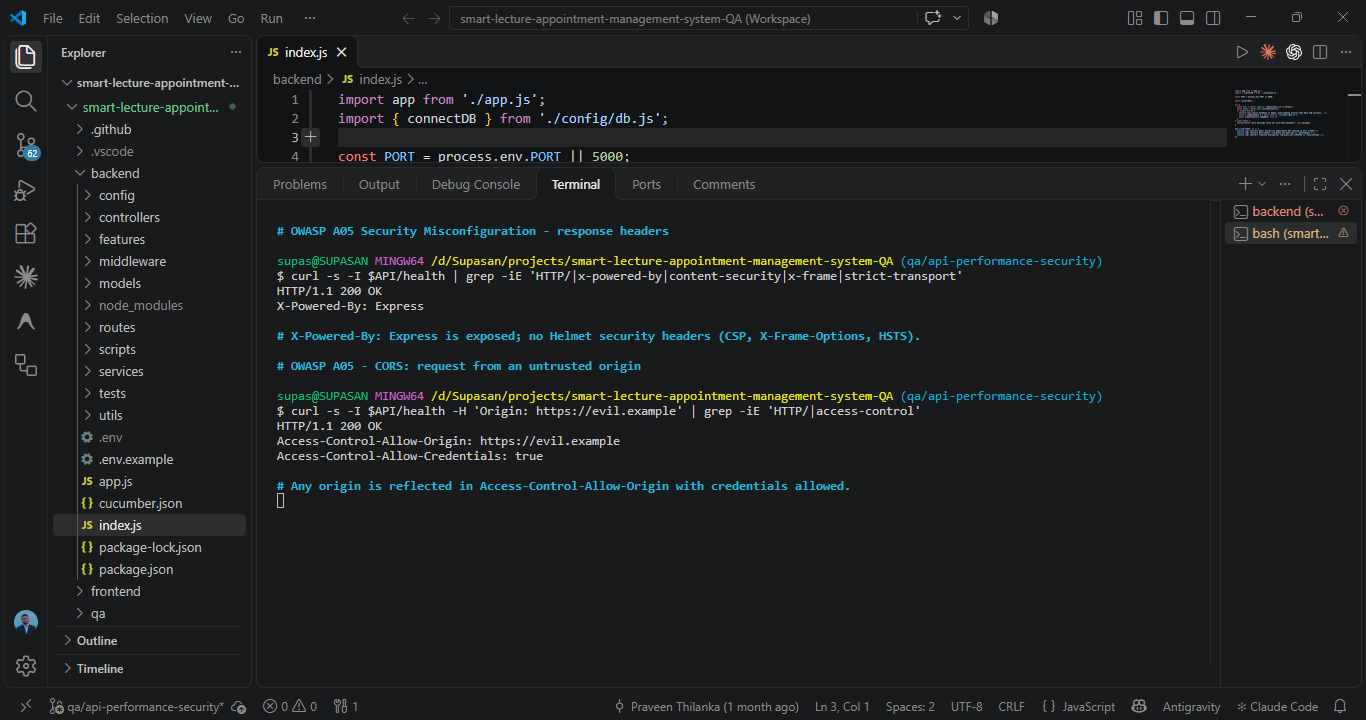 File Edit Selection View Go Run ···
smart-lecture-appointment-management-system-QA (Workspace)
Explorer
smart-lecture-appointment-...
smart-lecture-appoint...
.github
.vscode
backend
config
controllers
features
middleware
models
node_modules
routes
scripts
services
tests
utils
.env
.env.example
JS app.js
{} cucumber.json
JS index.js
{} package-lock.json
{} package.json
frontend
qa
Outline
Timeline
62
JS index.js
backend > JS index.js > ...
1 import app from './app.js';
2 import { connectDB } from './config/db.js';
3
4 const PORT = process.env.PORT || 5000;
Problems Output Debug Console Terminal Ports Comments
# OWASP A05 Security Misconfiguration - response headers
supas@SUPASAN MINGW64 /d/Supasan/projects/smart-lecture-appointment-management-system-QA (qa/api-performance-security)
$ curl -s -I $API/health | grep -iE 'HTTP/|x-powered-by|content-security|x-frame|strict-transport'
HTTP/1.1 200 OK
X-Powered-By: Express
# X-Powered-By: Express is exposed; no Helmet security headers (CSP, X-Frame-Options, HSTS).
# OWASP A05 - CORS: request from an untrusted origin
supas@SUPASAN MINGW64 /d/Supasan/projects/smart-lecture-appointment-management-system-QA (qa/api-performance-security)
$ curl -s -I $API/health -H 'Origin: https://evil.example' | grep -iE 'HTTP/|access-control'
HTTP/1.1 200 OK
Access-Control-Allow-Origin: https://evil.example
Access-Control-Allow-Credentials: true
# Any origin is reflected in Access-Control-Allow-Origin with credentials allowed.
backend (s...
bash (smart...
qa/api-performance-security* 0 0 1 Praveen Thilanka (1 month ago) Ln 3, Col 1 Spaces: 2 UTF-8 CRLF {} JavaScript Antigravity Claude Code